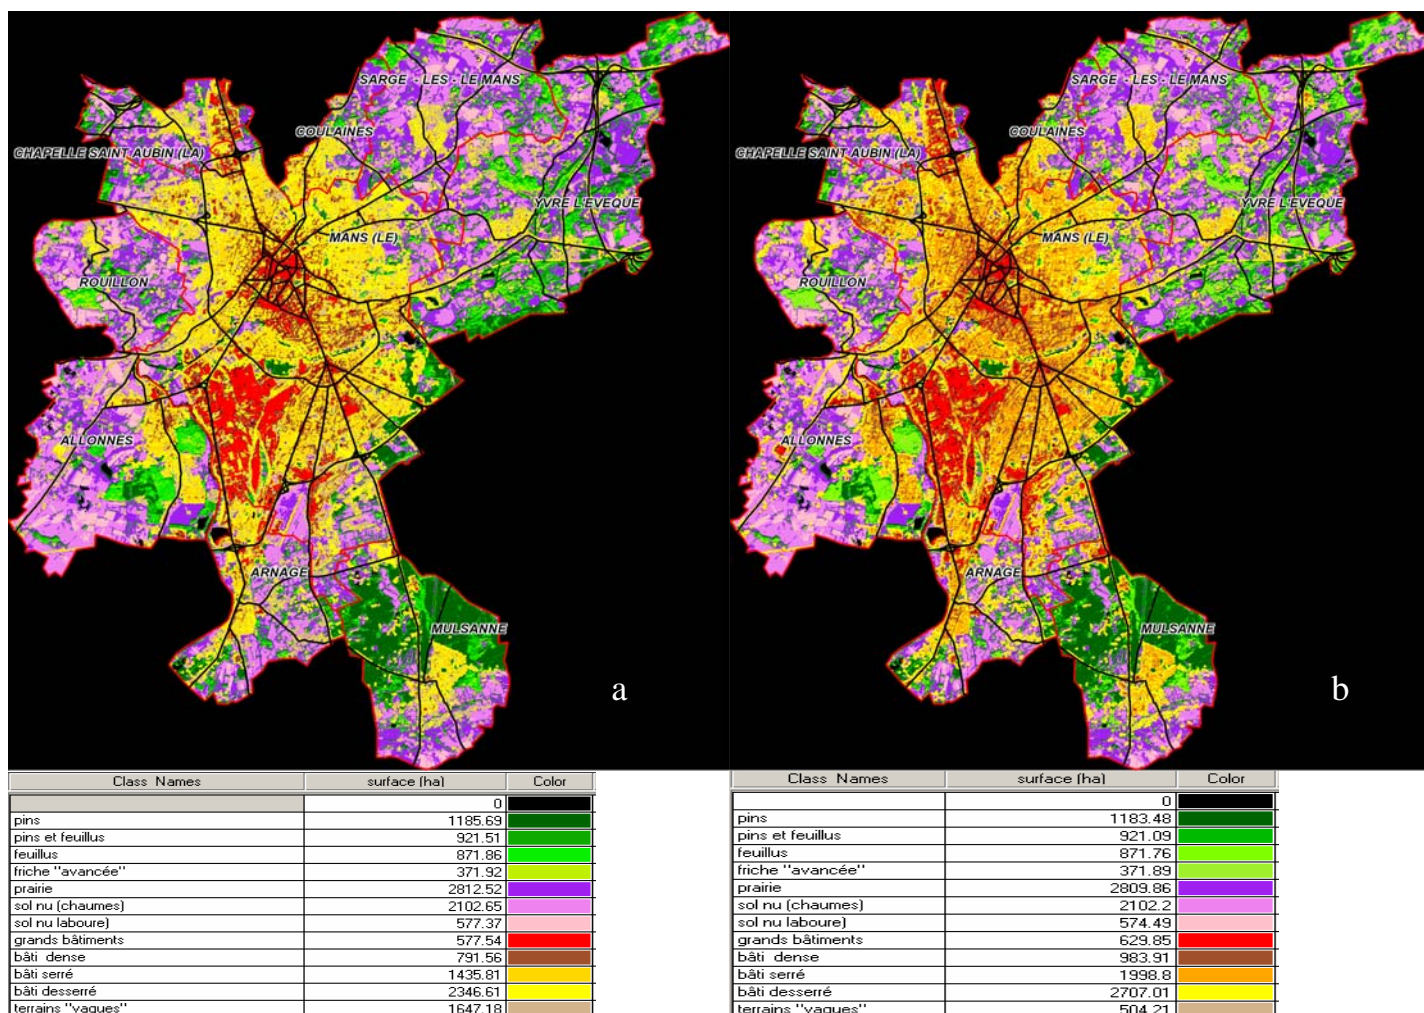 SARGE - LES - LE MANS
COULAINES
CHAPELLE SAINT AUBIN (LA)
YVRE L'EVEQUE
MANS (LE)
ROUILLON
ALLONNES
ARNAGE
MULSANNE
a
SARGE - LES - LE MANS
COULAINES
CHAPELLE SAINT AUBIN (LA)
YVRE L'EVEQUE
MANS (LE)
ROUILLON
ALLONNES
ARNAGE
MULSANNE
b
Class Names surface (ha) Color
0
pins 1185.69
pins et feuillus 921.51
feuillus 871.86
friche "avancée" 371.92
prairie 2812.52
sol nu (chaumes) 2102.65
sol nu laboure) 577.37
grands bâtiments 577.54
bâti dense 791.56
bâti serré 1435.81
bâti desserré 2346.61
terrains "vagues" 1647.18
Class Names surface (ha) Color
0
pins 1183.48
pins et feuillus 921.09
feuillus 871.76
friche "avancée" 371.89
prairie 2809.86
sol nu (chaumes) 2102.2
sol nu laboure) 574.49
grands bâtiments 629.85
bâti dense 983.91
bâti serré 1998.8
bâti desserré 2707.01
terrains "vagues" 504.21